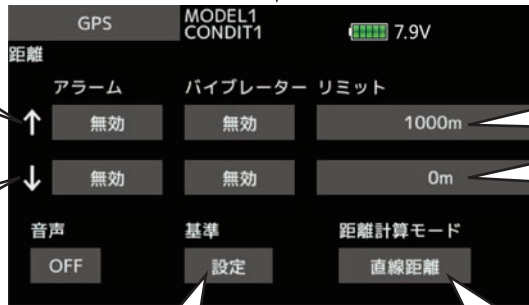 GPS
MODEL1
CONDIT1
7.9V
距離
アラーム バイブレーター リミット
↑ 無効 無効 1000m
↓ 無効 無効 0m
音声 基準 距離計算モード
OFF 設定 直線距離